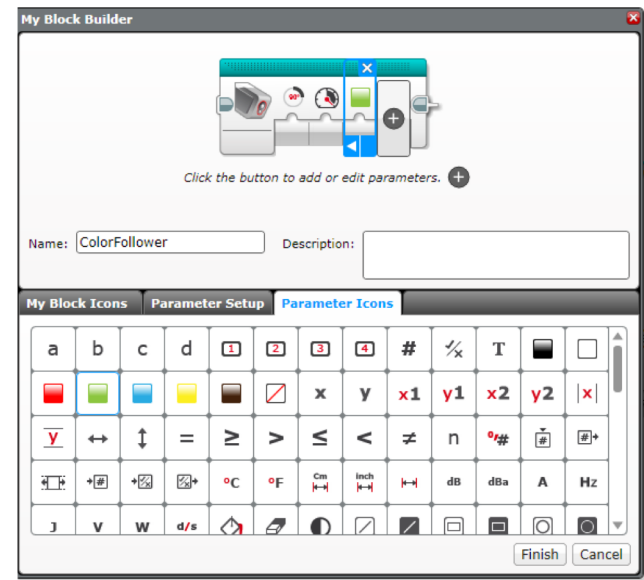 My Block Builder
90°
Click the button to add or edit parameters.
Name: ColorFollower Description:
My Block Icons Parameter Setup Parameter Icons
a b c d 1 2 3 4 # T
x y x1 y1 x2 y2 |x|
y = ≥ > ≤ < ≠ n %# # #
# °C °F Cm inch dB dBa A Hz
J V W d/s
Finish Cancel